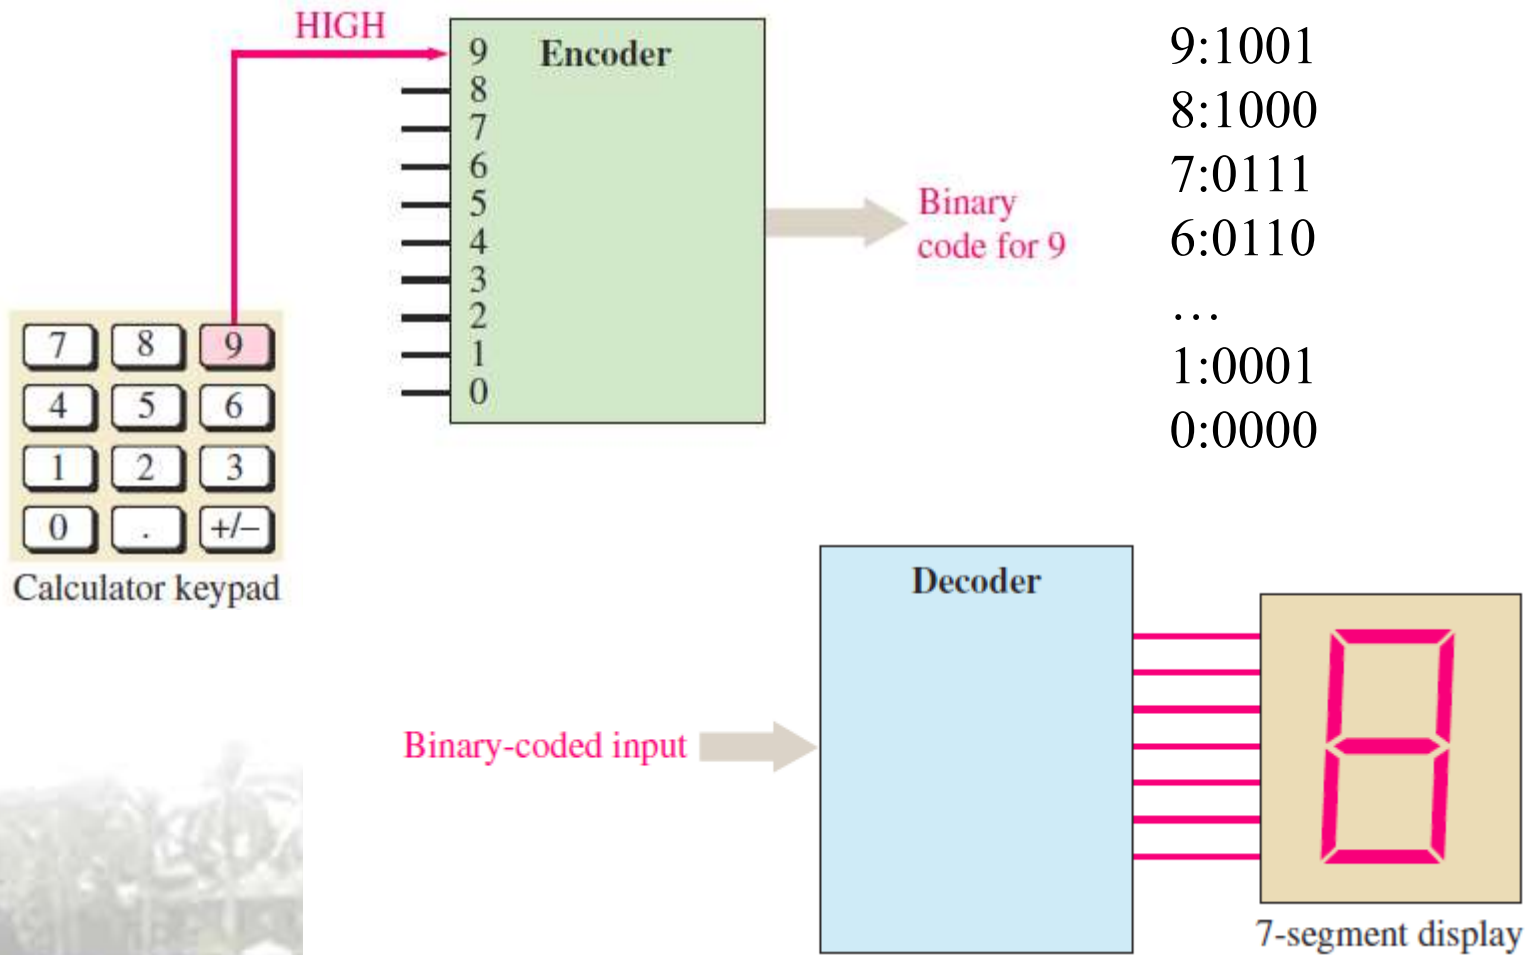 HIGH
Encoder
9
8
7
6
5
4
3
2
1
0
Binary
code for 9
9:1001
8:1000
7:0111
6:0110
…
1:0001
0:0000
7 8 9
4 5 6
1 2 3
0 . +/–
Calculator keypad
Decoder
Binary-coded input
7-segment display